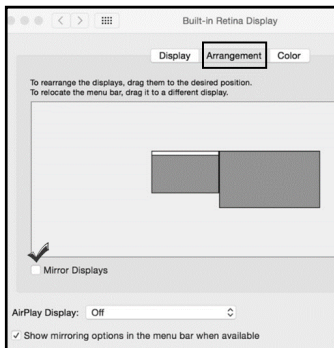 Built-in Retina Display
Display Arrangement Color
To rearrange the displays, drag them to the desired position.
To relocate the menu bar, drag it to a different display.
Mirror Displays
AirPlay Display: Off
Show mirroring options in the menu bar when available